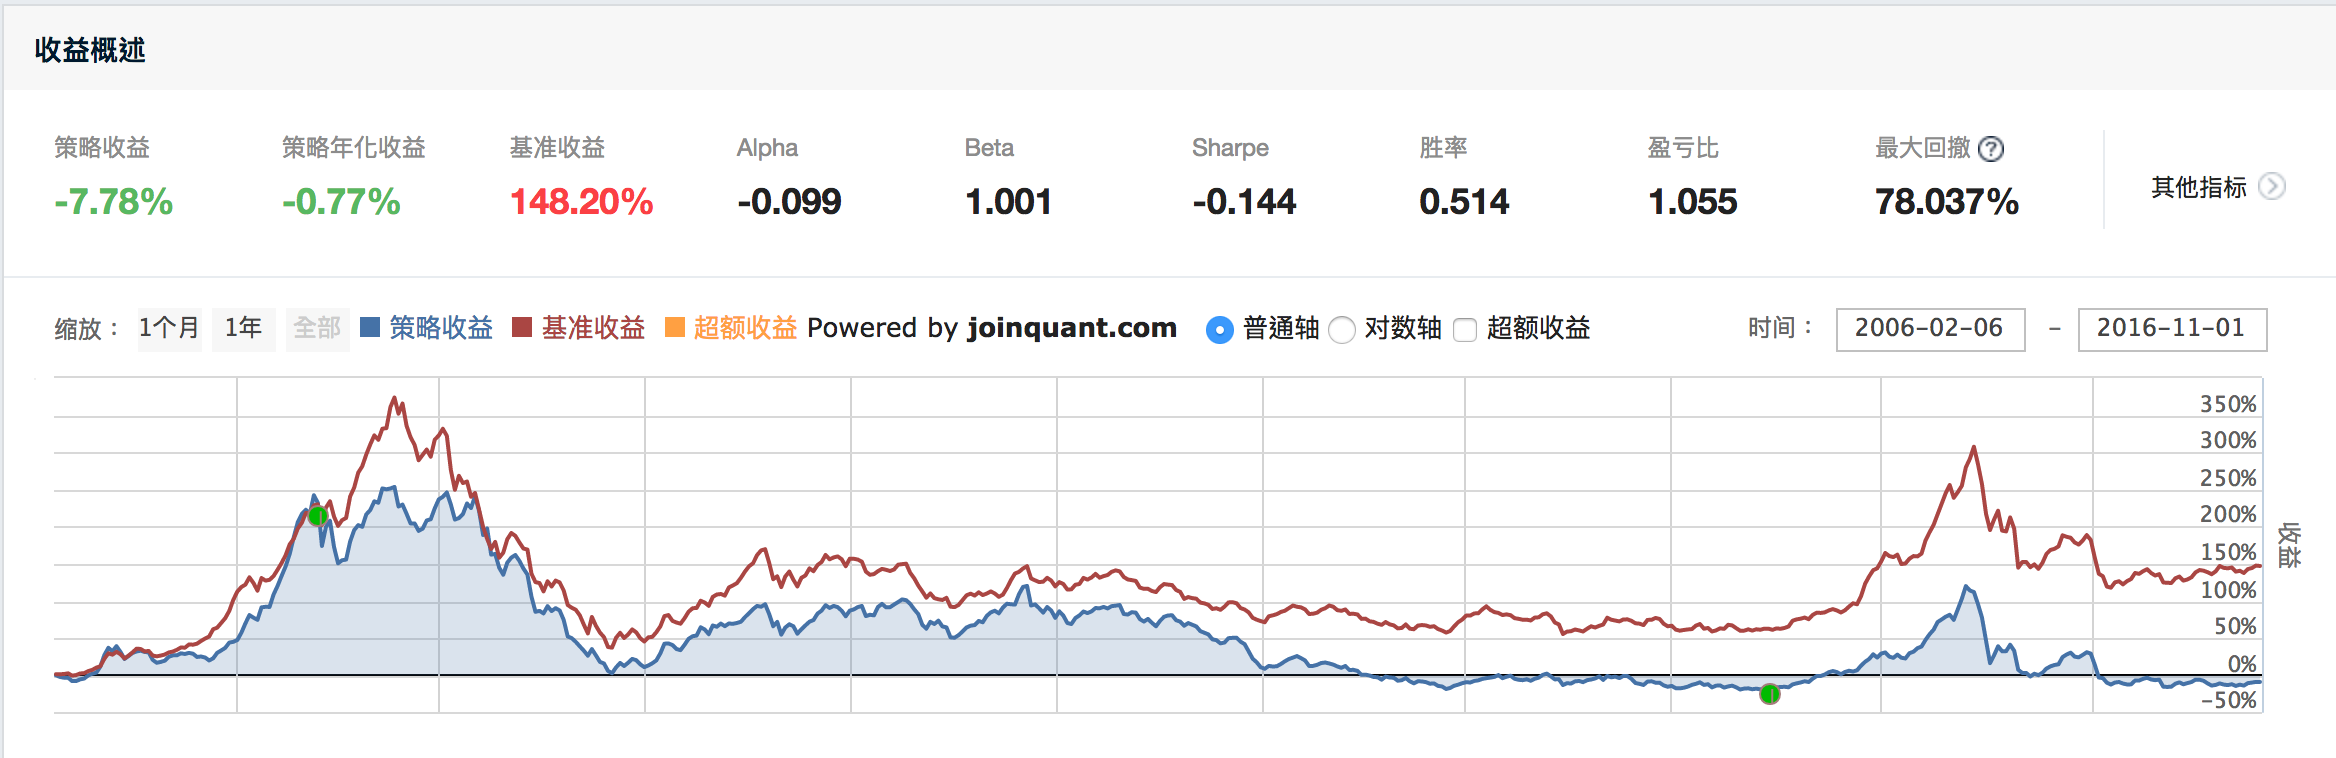 收益概述
策略收益 策略年化收益 基准收益 Alpha Beta Sharpe 胜率 盈亏比 最大回撤 ?
-7.78% -0.77% 148.20% -0.099 1.001 -0.144 0.514 1.055 78.037% 其他指标
缩放： 1个月 1年 全部 策略收益 基准收益 超额收益 Powered by joinquant.com 普通轴 对数轴 超额收益 时间： 2006-02-06 - 2016-11-01
350%
300%
250%
200%
150%
100%
50%
0%
-50%
收益